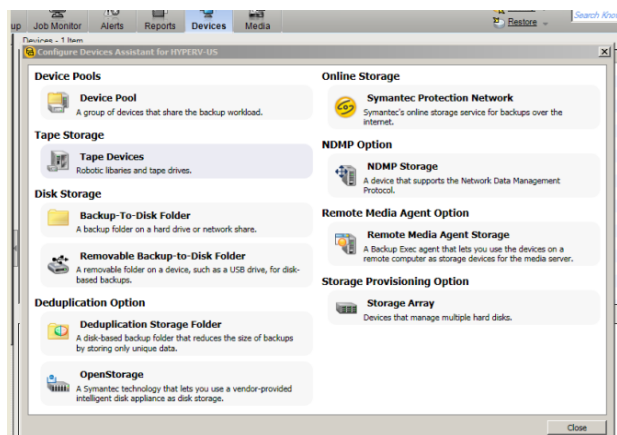 up Job Monitor Alerts Reports Devices Media Restore Search Know
Devices - 1 Item
Configure Devices Assistant for HYPERV-US
Device Pools
Device Pool
A group of devices that share the backup workload.
Tape Storage
Tape Devices
Robotic libaries and tape drives.
Disk Storage
Backup-To-Disk Folder
A backup folder on a hard drive or network share.
Removable Backup-to-Disk Folder
A removable folder on a device, such as a USB drive, for disk-
based backups.
Deduplication Option
Deduplication Storage Folder
A disk-based backup folder that reduces the size of backups
by storing only unique data.
OpenStorage
A Symantec technology that lets you use a vendor-provided
intelligent disk appliance as disk storage.
Online Storage
Symantec Protection Network
Symantec's online storage service for backups over the
internet.
NDMP Option
NDMP Storage
A device that supports the Network Data Management
Protocol.
Remote Media Agent Option
Remote Media Agent Storage
A Backup Exec agent that lets you use the devices on a
remote computer as storage devices for the media server.
Storage Provisioning Option
Storage Array
Devices that manage multiple hard disks.
Close